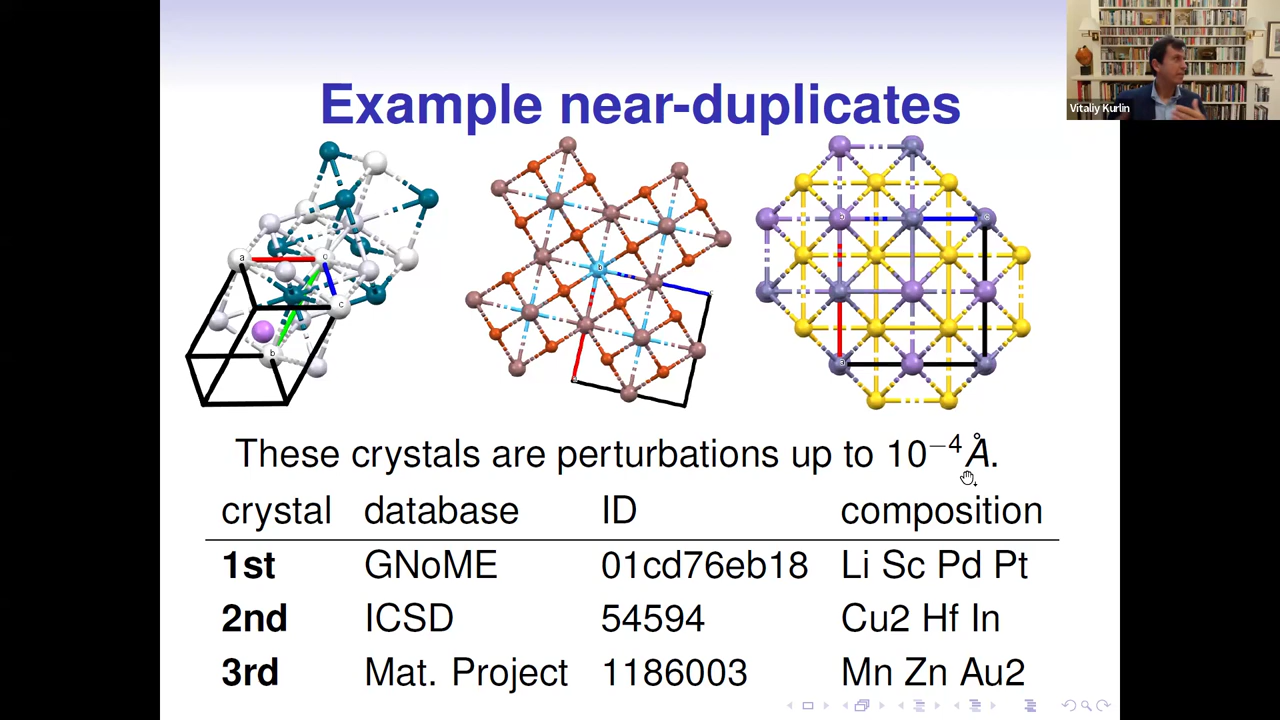 Example near-duplicates
Vitaliy Kurlin
a
c
b
b
c
b
c
a
These crystals are perturbations up to 10⁻⁴Å.
crystal database ID composition
1st GNoME 01cd76eb18 Li Sc Pd Pt
2nd ICSD 54594 Cu2 Hf In
3rd Mat. Project 1186003 Mn Zn Au2